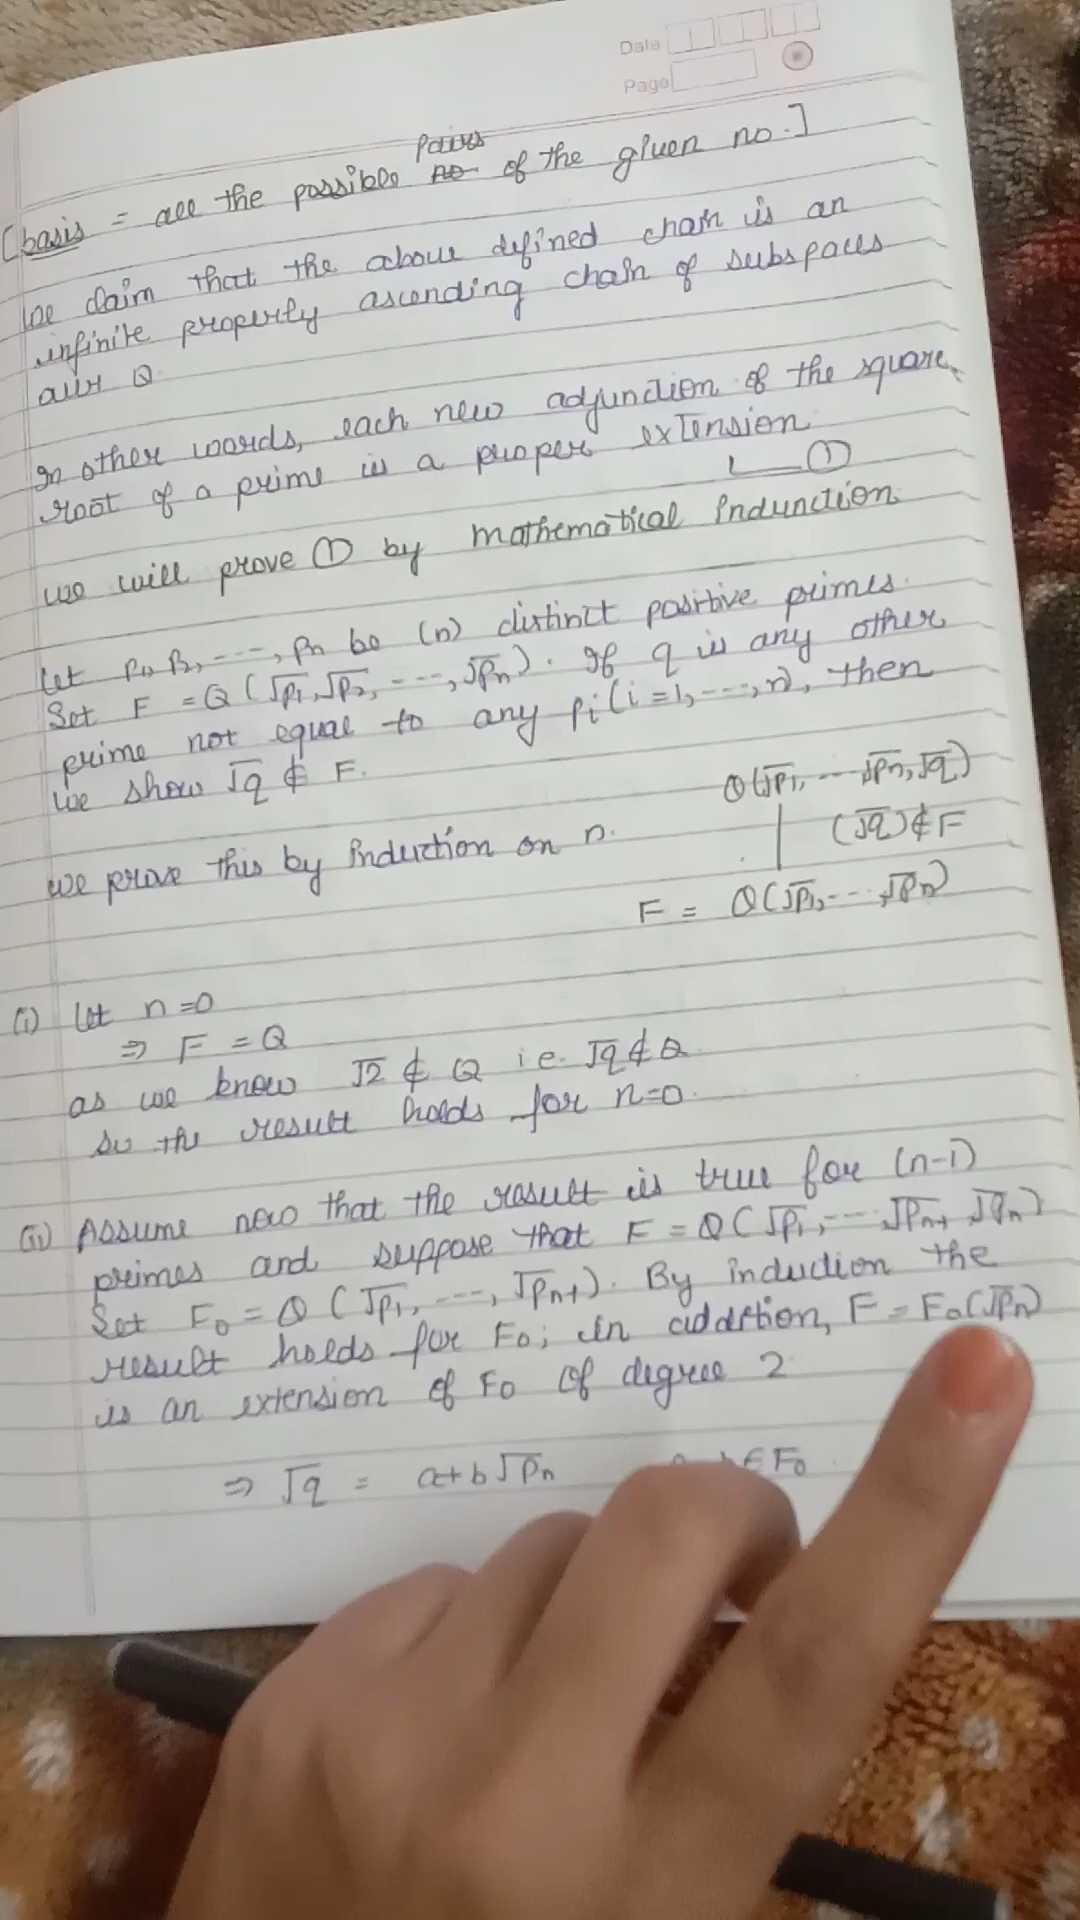 Date
Page
pairs
[basis = all the possible no of the given no.]
we claim that the above defined chain is an
infinite properly ascending chain of subspaces
over Q
In other words, each new adjunction of the square
root of a prime is a proper extension
①
we will prove ① by mathematical Indunction
Let p1, p2, ---, pn be (n) distinct positive primes.
Set F = Q (√p1, √p2, ---, √pn). If q is any other
prime not equal to any pi (i=1, ---, n), then
we show √q ∉ F.
Q(√p1, --- √pn, √q)
(√q) ∉ F
we prove this by Induction on n.
F = Q(√p1, --- √pn)
(i) Let n=0
⇒ F = Q
as we know √2 ∉ Q i.e. √q ∉ Q
so the result holds for n=0.
(ii) Assume now that the result is true for (n-1)
primes and suppose that F = Q(√p1, --- √pn-1, √pn)
Set F0 = Q (√p1, ---, √pn-1). By induction the
result holds for F0; in addition, F = F0(√pn)
is an extension of F0 of degree 2
⇒ √q = a+b√pn b ∈ F0